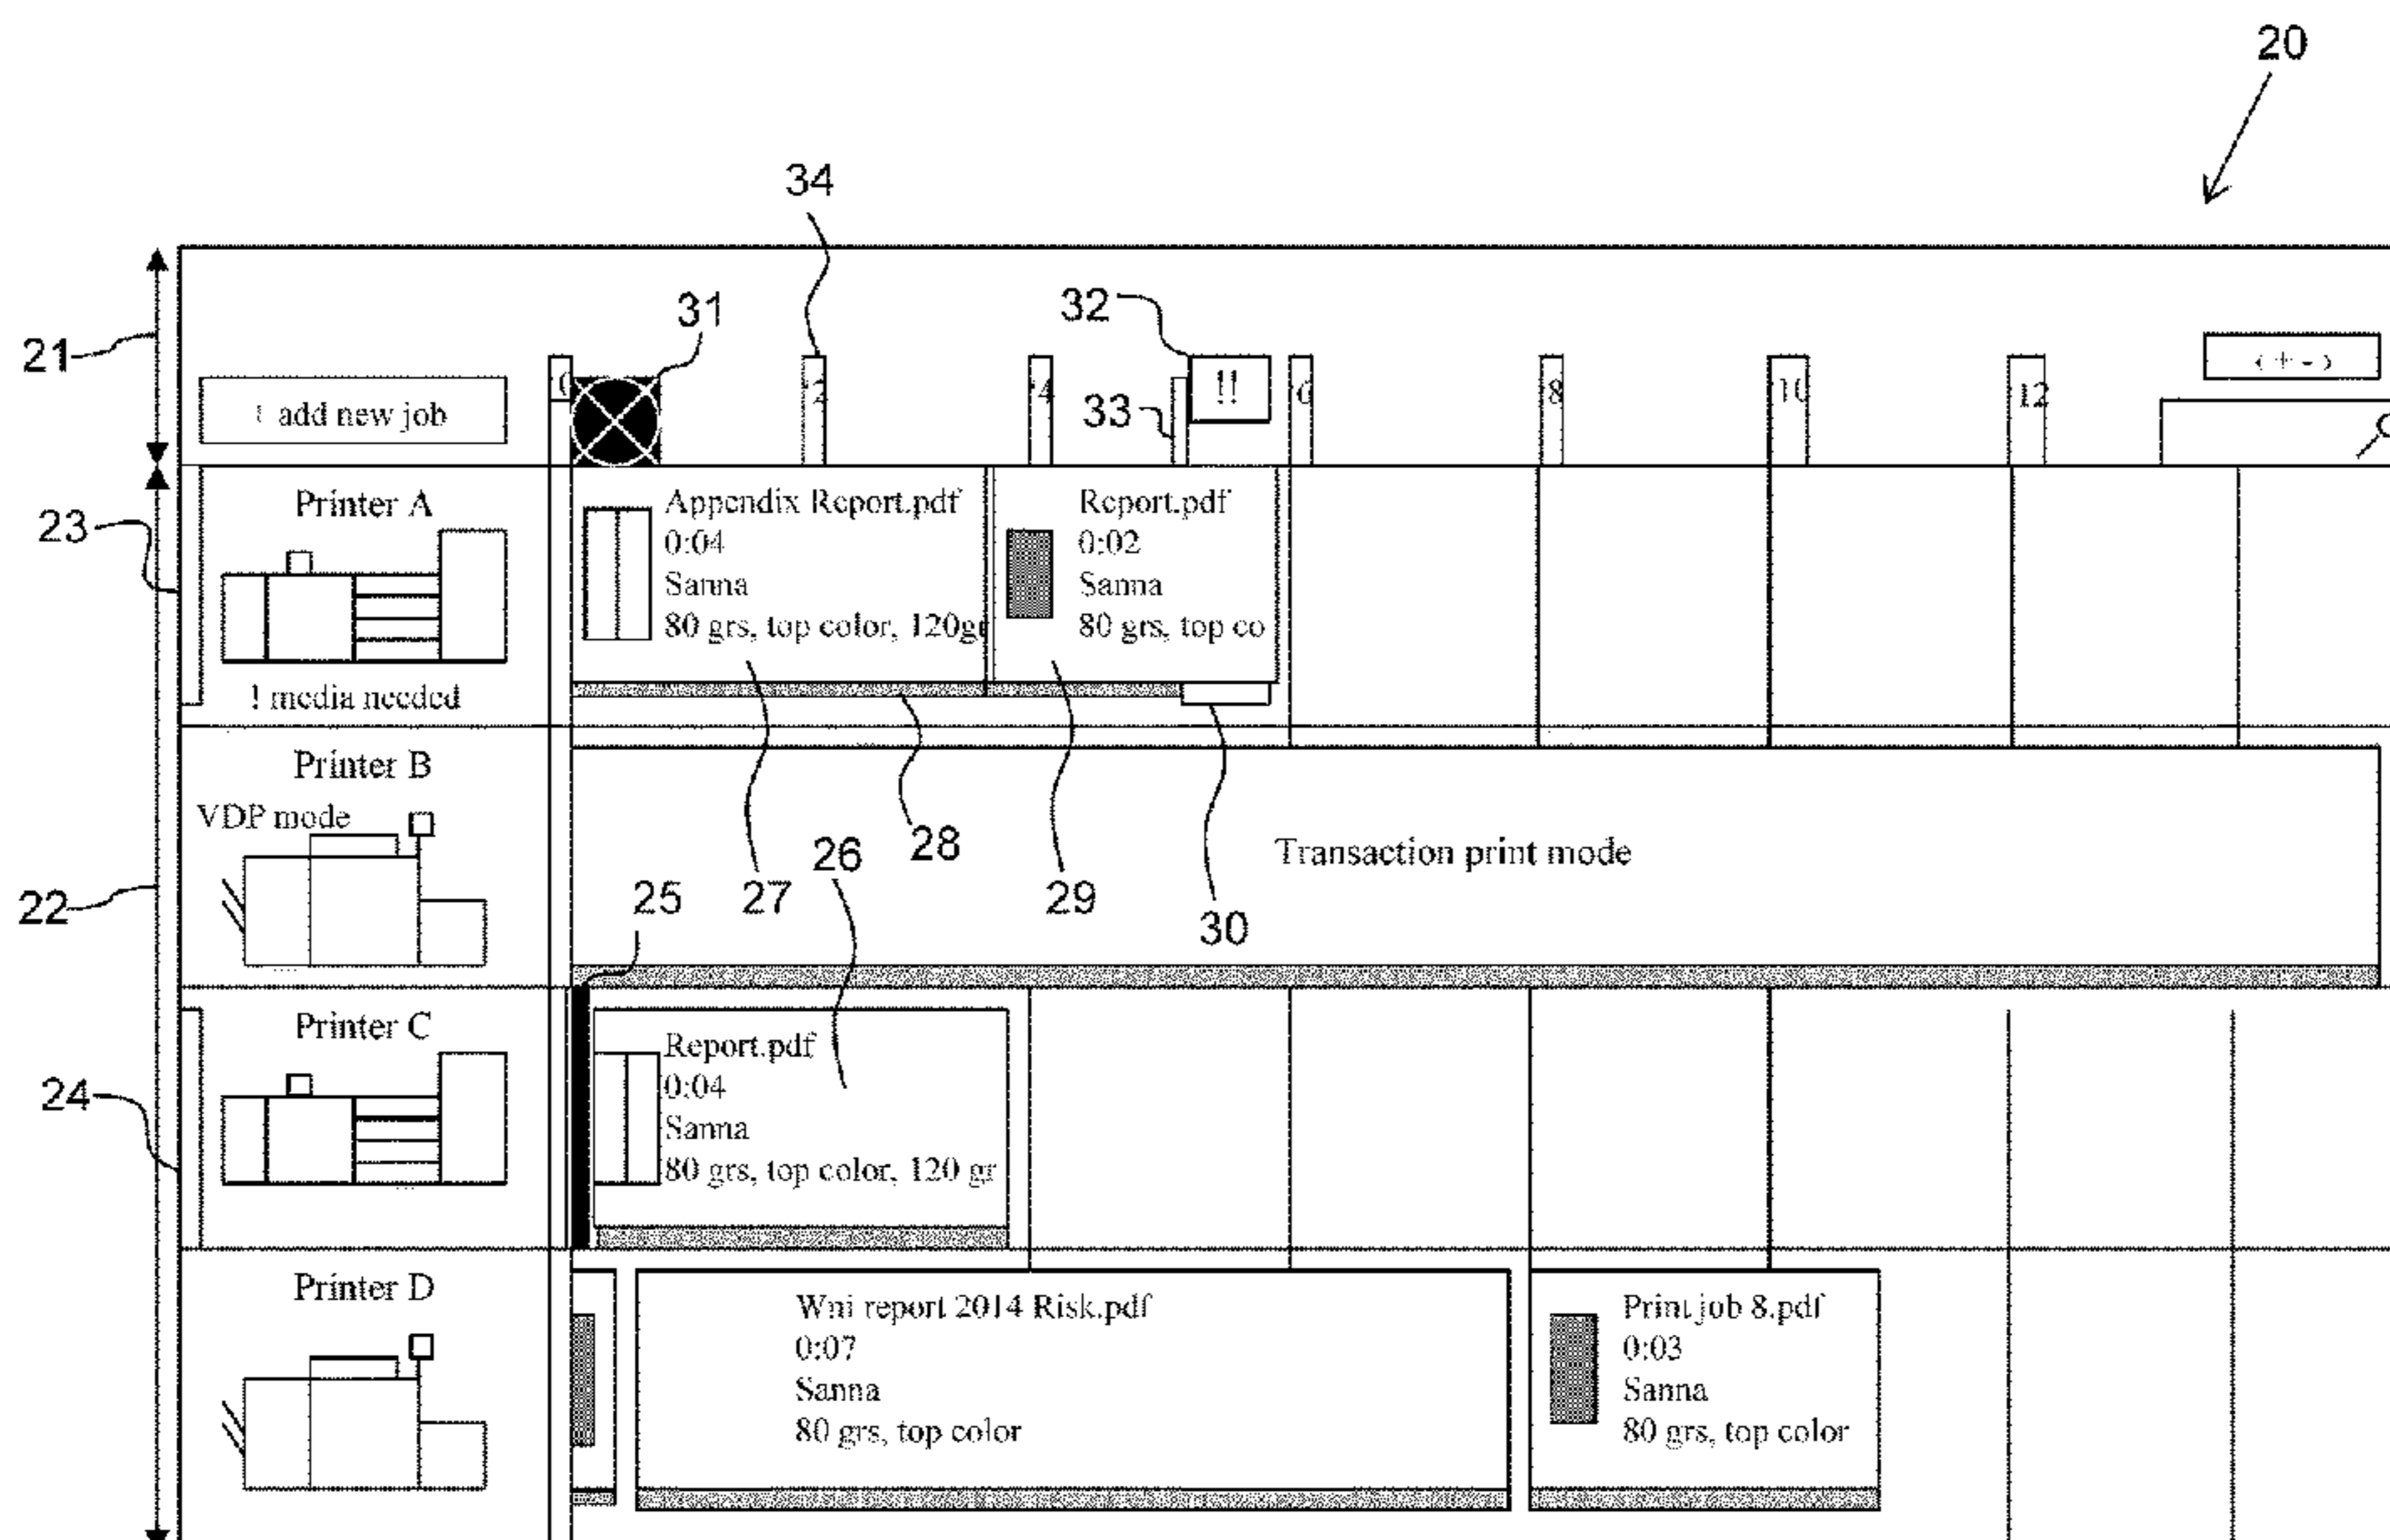 20
34
31
32
21
0
2
4
!!
6
8
10
12
( + - )
33
add new job
23
Printer A
Appendix Report.pdf
0:04
Sanna
80 grs, top color, 120gr
Report.pdf
0:02
Sanna
80 grs, top co
! media needed
22
Printer B
VDP mode
Transaction print mode
28
26
25
27
29
30
24
Printer C
Report.pdf
0:04
Sanna
80 grs, top color, 120 gr
Printer D
Wni report 2014 Risk.pdf
0:07
Sanna
80 grs, top color
Print job 8.pdf
0:03
Sanna
80 grs, top color